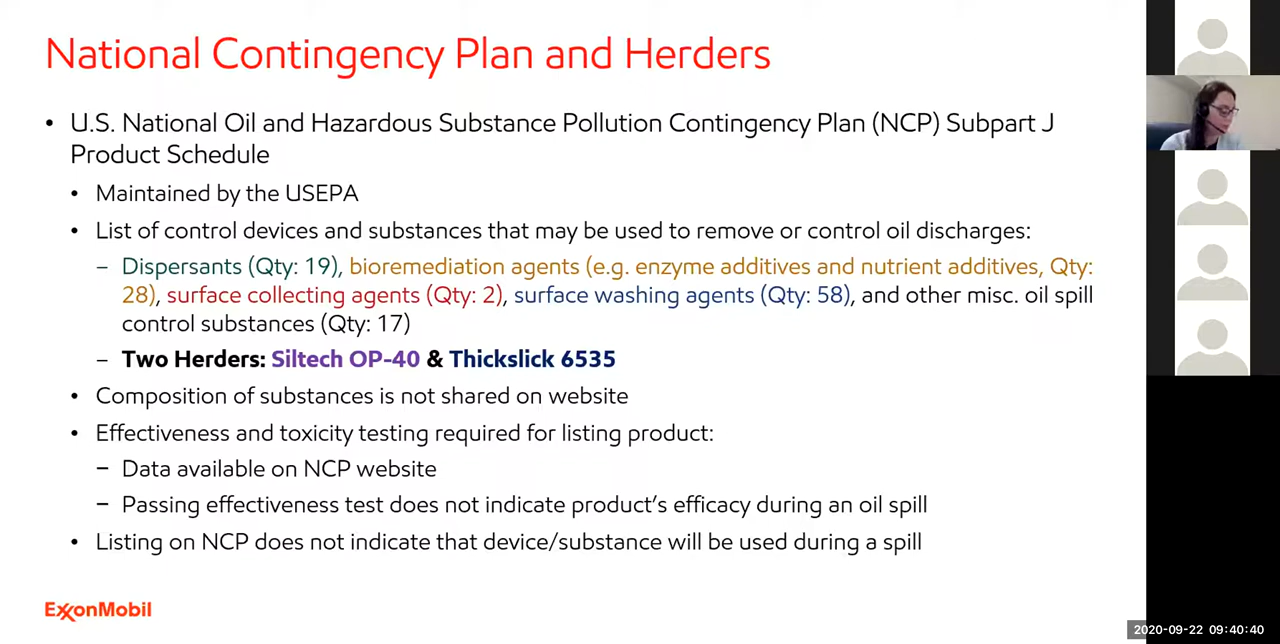 National Contingency Plan and Herders
• U.S. National Oil and Hazardous Substance Pollution Contingency Plan (NCP) Subpart J
Product Schedule
• Maintained by the USEPA
• List of control devices and substances that may be used to remove or control oil discharges:
– Dispersants (Qty: 19), bioremediation agents (e.g. enzyme additives and nutrient additives, Qty:
28), surface collecting agents (Qty: 2), surface washing agents (Qty: 58), and other misc. oil spill
control substances (Qty: 17)
– Two Herders: Siltech OP-40 & Thickslick 6535
• Composition of substances is not shared on website
• Effectiveness and toxicity testing required for listing product:
– Data available on NCP website
– Passing effectiveness test does not indicate product's efficacy during an oil spill
• Listing on NCP does not indicate that device/substance will be used during a spill
ExxonMobil
2020-09-22 09:40:40